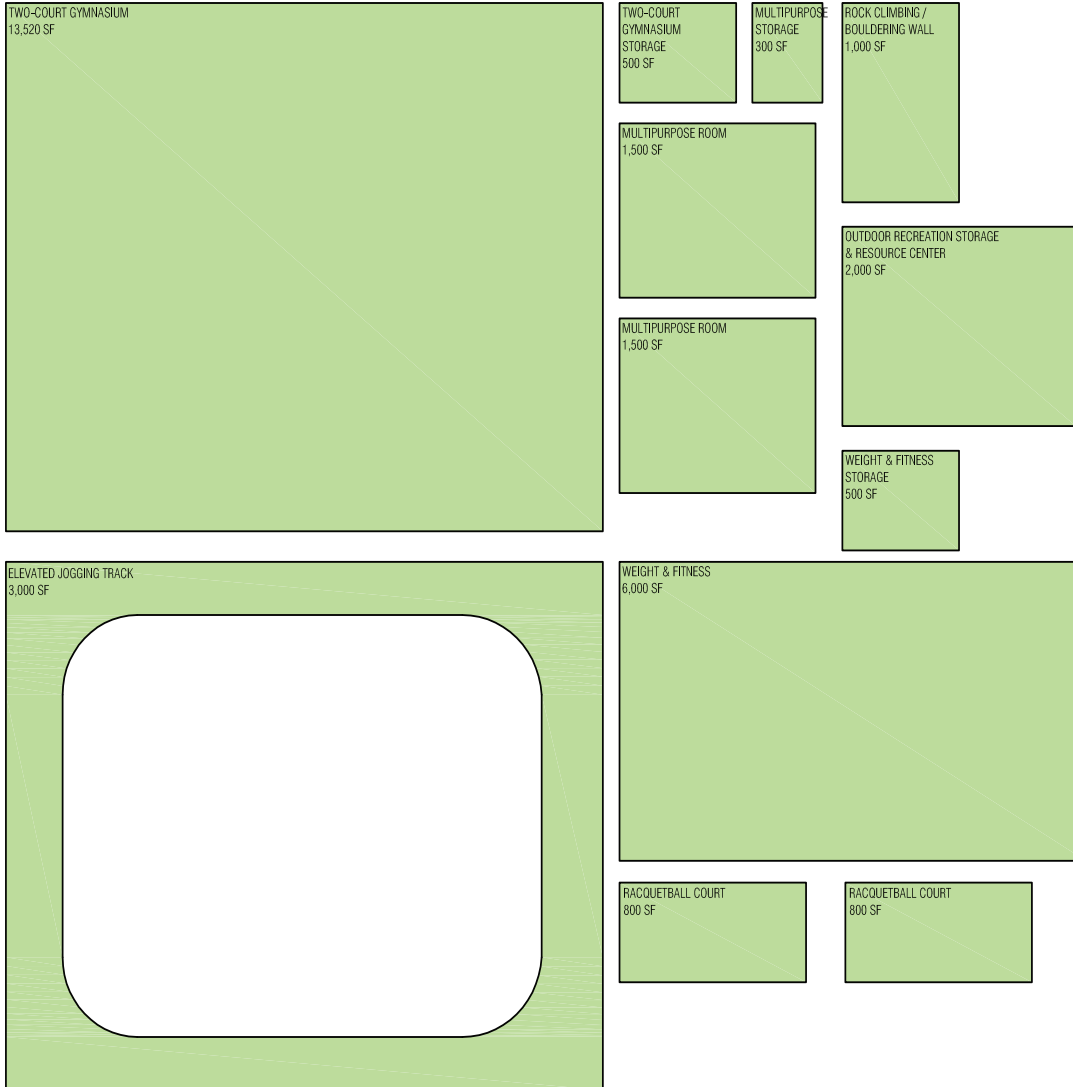 TWO-COURT GYMNASIUM
13,520 SF
TWO-COURT
GYMNASIUM
STORAGE
500 SF
MULTIPURPOSE
STORAGE
300 SF
ROCK CLIMBING /
BOULDERING WALL
1,000 SF
MULTIPURPOSE ROOM
1,500 SF
OUTDOOR RECREATION STORAGE
& RESOURCE CENTER
2,000 SF
MULTIPURPOSE ROOM
1,500 SF
WEIGHT & FITNESS
STORAGE
500 SF
ELEVATED JOGGING TRACK
3,000 SF
WEIGHT & FITNESS
6,000 SF
RACQUETBALL COURT
800 SF
RACQUETBALL COURT
800 SF